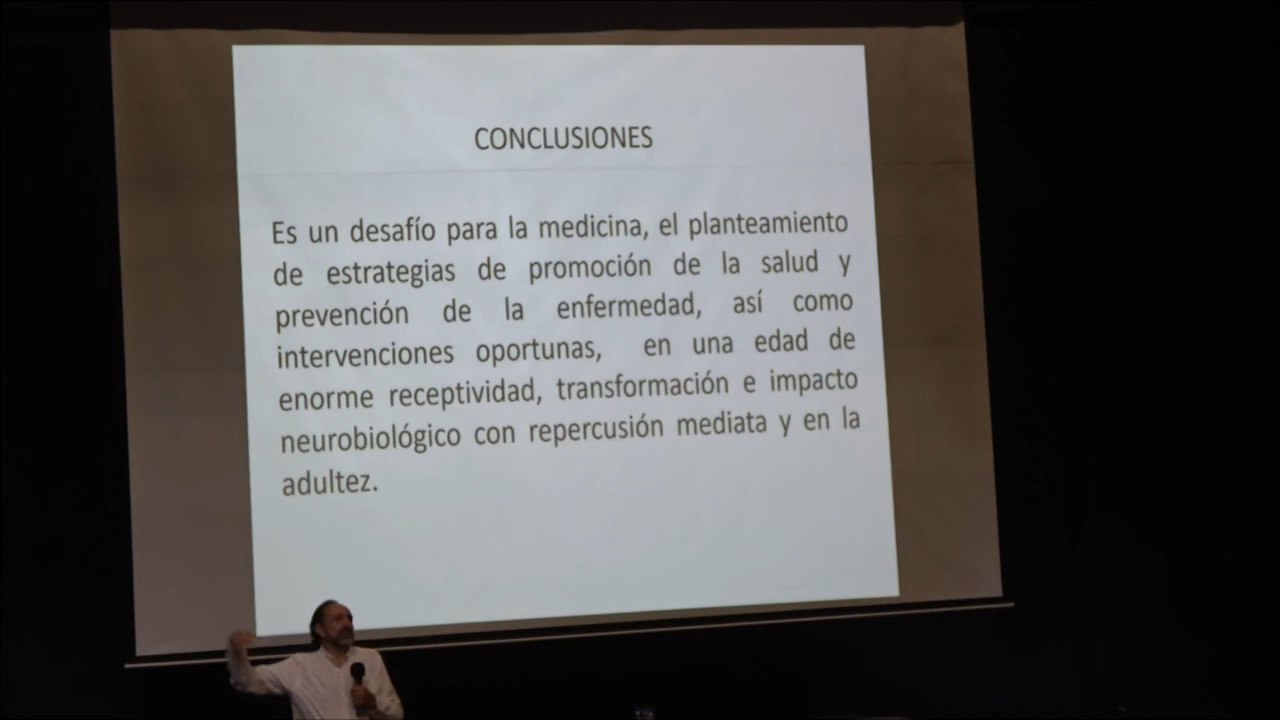 CONCLUSIONES
Es un desafío para la medicina, el planteamiento
de estrategias de promoción de la salud y
prevención de la enfermedad, así como
intervenciones oportunas, en una edad de
enorme receptividad, transformación e impacto
neurobiológico con repercusión mediata y en la
adultez.